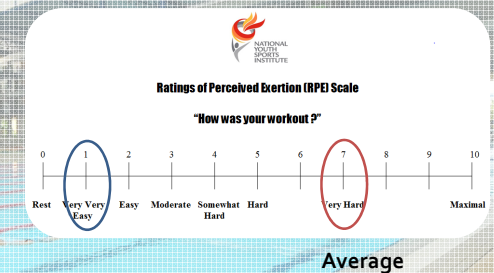 NATIONAL
YOUTH
SPORTS
INSTITUTE
Ratings of Perceived Exertion (RPE) Scale
“How was your workout ?”
0 1 2 3 4 5 6 7 8 9 10
Rest Very Very Easy Moderate Somewhat Hard Very Hard Maximal
Easy Hard
Average